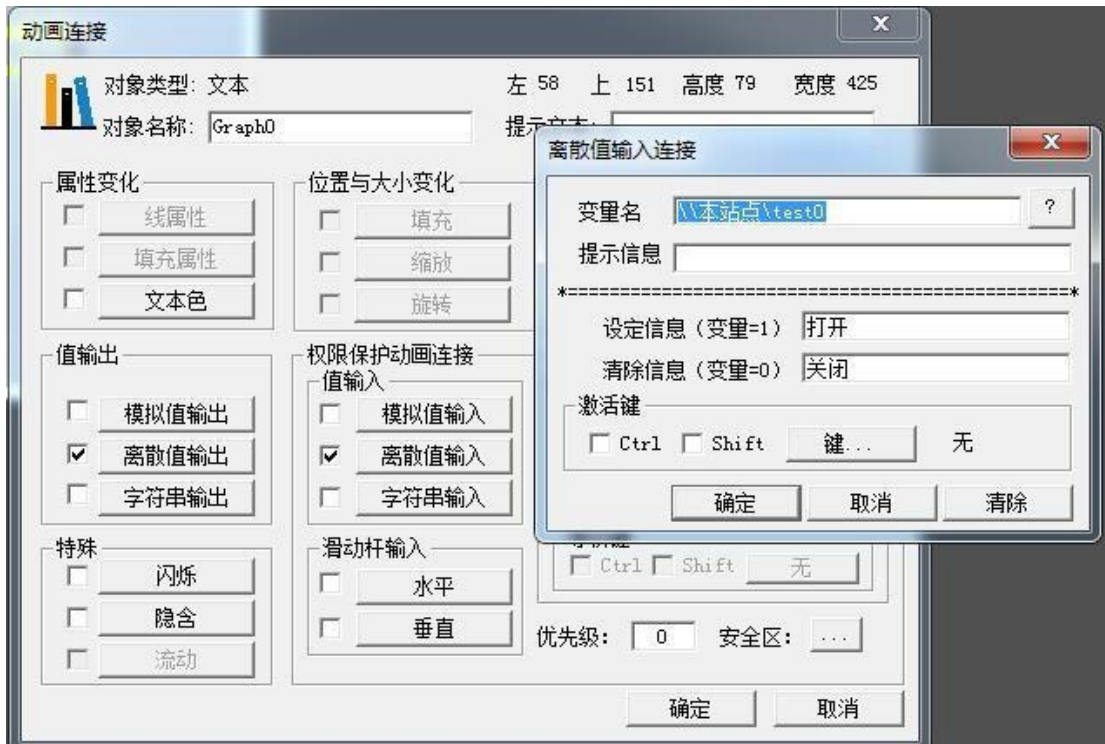 动画连接
对象类型: 文本 左 58 上 151 高度 79 宽度 425
对象名称: Graph0
离散值输入连接
变量名 \\本站点\test0 ?
提示信息
*================================================*
设定信息 (变量=1) 打开
清除信息 (变量=0) 关闭
激活键
Ctrl Shift 键... 无
确定 取消 清除
属性变化
线属性
填充属性
文本色
位置与大小变化
填充
缩放
旋转
值输出
模拟值输出
离散值输出
字符串输出
权限保护动画连接
值输入
模拟值输入
离散值输入
字符串输入
特殊
闪烁
隐含
流动
滑动杆输入
水平
垂直
Ctrl Shift 无
优先级: 0 安全区: ...
确定 取消